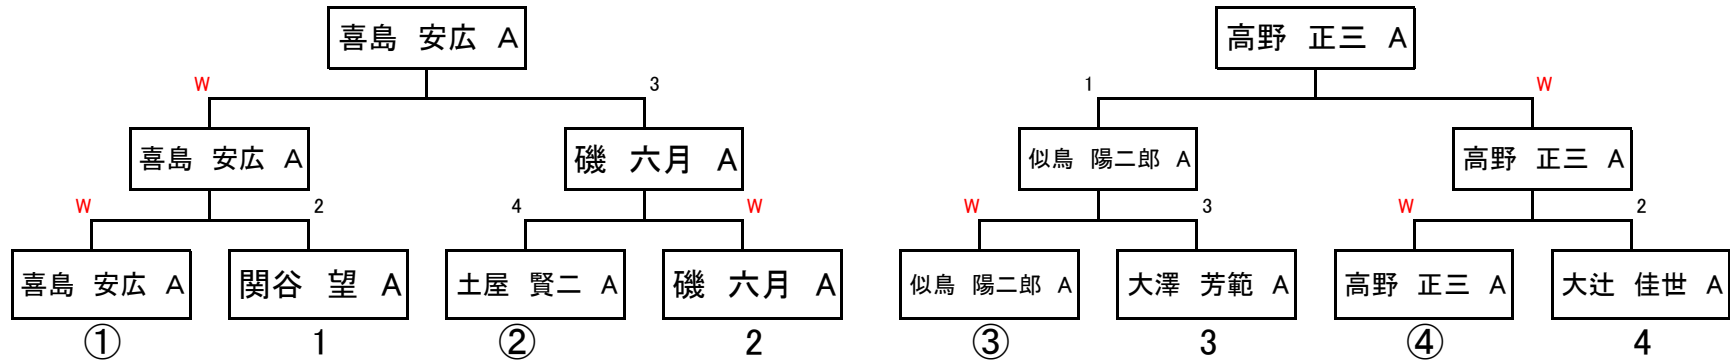 喜島 安広 A 高野 正三 A
W 3 1 W
喜島 安広 A 磯 六月 A 似鳥 陽二郎 A 高野 正三 A
W 2 4 W W 3 W 2
喜島 安広 A 関谷 望 A 土屋 賢二 A 磯 六月 A 似鳥 陽二郎 A 大澤 芳範 A 高野 正三 A 大辻 佳世 A
① 1 ② 2 ③ 3 ④ 4